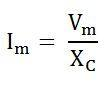 I_m = V_m / X_C